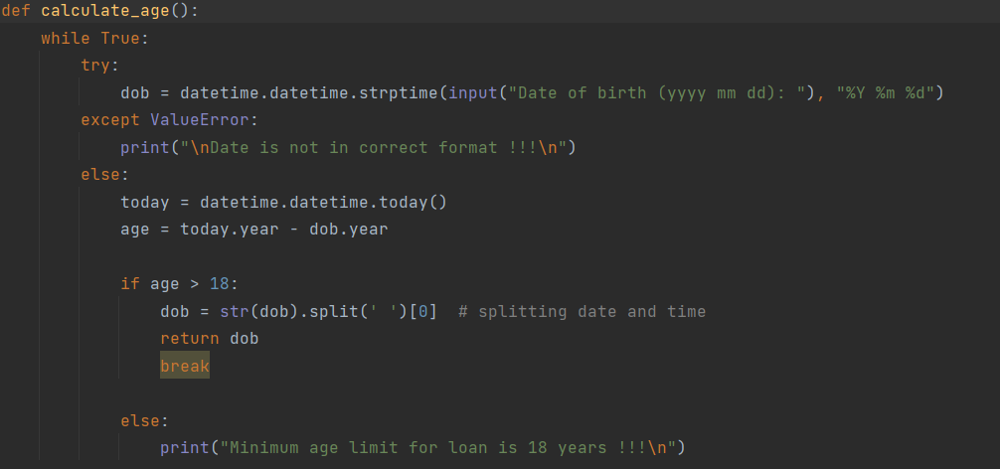 def calculate_age():
    while True:
        try:
            dob = datetime.datetime.strptime(input("Date of birth (yyyy mm dd): "), "%Y %m %d")
        except ValueError:
            print("\nDate is not in correct format !!!\n")
        else:
            today = datetime.datetime.today()
            age = today.year - dob.year

            if age > 18:
                dob = str(dob).split(' ')[0]  # splitting date and time
                return dob
                break

            else:
                print("Minimum age limit for loan is 18 years !!!\n")